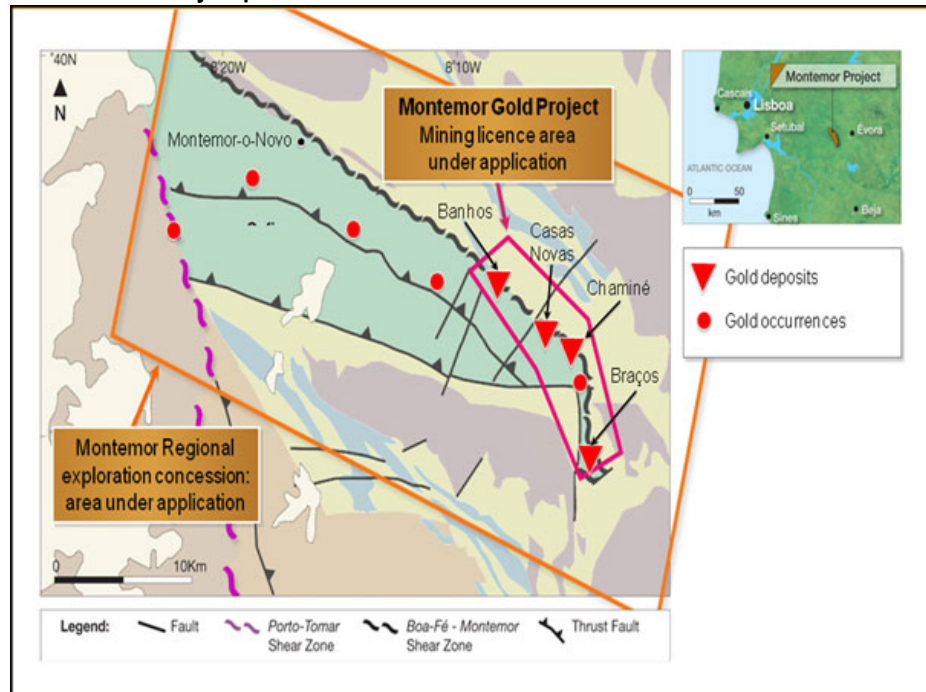 °40N
8°20W
8°10W
N
Montemor-o-Novo
Montemor Gold Project
Mining licence area
under application
Banhos
Casas
Novas
Chaminé
Braços
Montemor Regional
exploration concession:
area under application
0
10Km
Montemor Project
Cascais
Lisboa
Setubal
Évora
ATLANTIC OCEAN
0
50
km
Sines
Beja
Gold deposits
Gold occurrences
Legend:
Fault
Porto-Tomar
Shear Zone
Boa-Fé - Montemor
Shear Zone
Thrust Fault